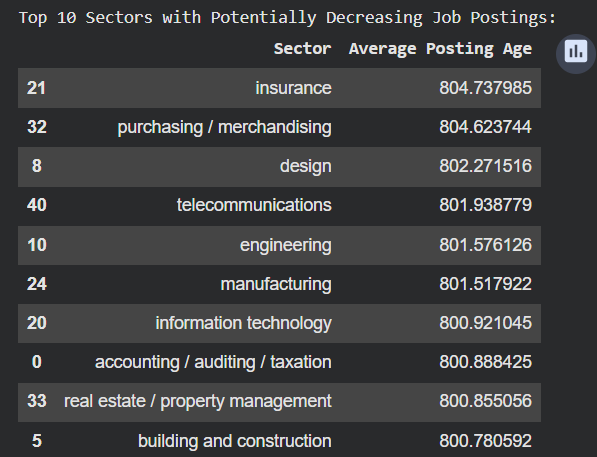 Top 10 Sectors with Potentially Decreasing Job Postings:
Sector Average Posting Age
21 insurance 804.737985
32 purchasing / merchandising 804.623744
8 design 802.271516
40 telecommunications 801.938779
10 engineering 801.576126
24 manufacturing 801.517922
20 information technology 800.921045
0 accounting / auditing / taxation 800.888425
33 real estate / property management 800.855056
5 building and construction 800.780592